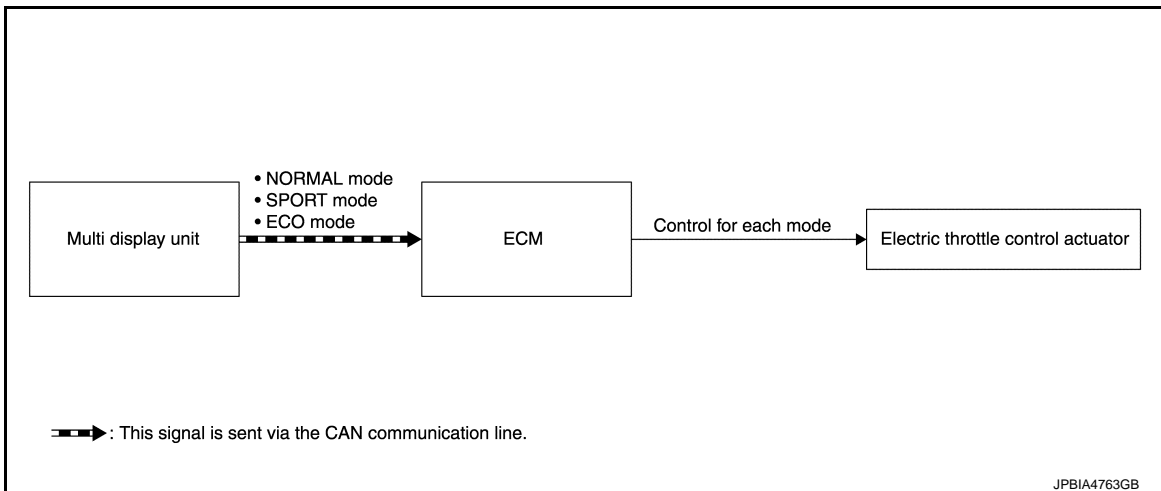 • NORMAL mode
• SPORT mode
• ECO mode
Multi display unit
ECM
Control for each mode
Electric throttle control actuator
: This signal is sent via the CAN communication line.
JPBIA4763GB